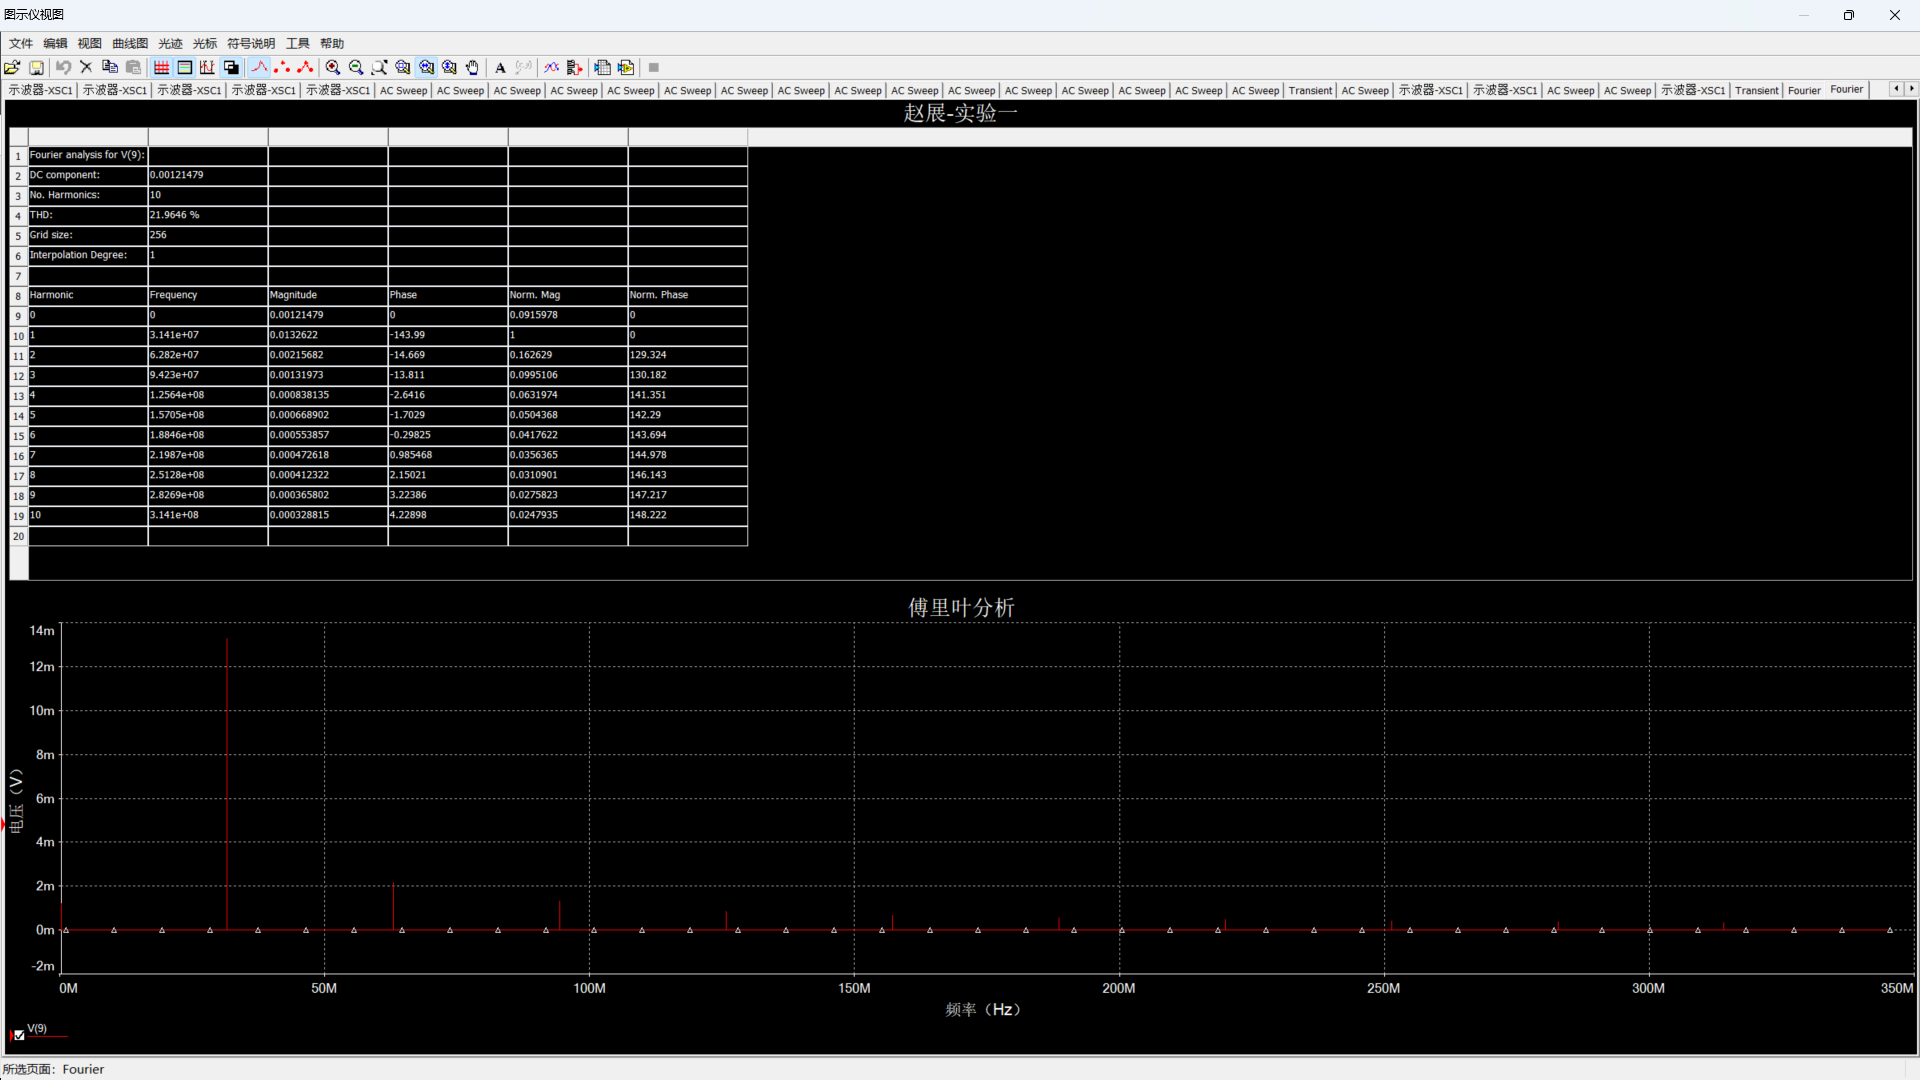 图示仪视图
文件 编辑 视图 曲线图 光迹 光标 符号说明 工具 帮助
示波器-XSC1 示波器-XSC1 示波器-XSC1 示波器-XSC1 示波器-XSC1 AC Sweep AC Sweep AC Sweep AC Sweep AC Sweep AC Sweep AC Sweep AC Sweep AC Sweep AC Sweep AC Sweep AC Sweep AC Sweep AC Sweep AC Sweep AC Sweep Transient AC Sweep 示波器-XSC1 示波器-XSC1 AC Sweep AC Sweep 示波器-XSC1 Transient Fourier Fourier
赵展-实验一
1 Fourier analysis for V(9):
2 DC component: 0.00121479
3 No. Harmonics: 10
4 THD: 21.9646 %
5 Grid size: 256
6 Interpolation Degree: 1
7
8 Harmonic Frequency Magnitude Phase Norm. Mag Norm. Phase
9 0 0 0.00121479 0 0.0915978 0
10 1 3.141e+07 0.0132622 -143.99 1 0
11 2 6.282e+07 0.00215682 -14.669 0.162629 129.324
12 3 9.423e+07 0.00131973 -13.811 0.0995106 130.182
13 4 1.2564e+08 0.000838135 -2.6416 0.0631974 141.351
14 5 1.5705e+08 0.000668902 -1.7029 0.0504368 142.29
15 6 1.8846e+08 0.000553857 -0.29825 0.0417622 143.694
16 7 2.1987e+08 0.000472618 0.985468 0.0356365 144.978
17 8 2.5128e+08 0.000412322 2.15021 0.0310901 146.143
18 9 2.8269e+08 0.000365802 3.22386 0.0275823 147.217
19 10 3.141e+08 0.000328815 4.22898 0.0247935 148.222
20
傅里叶分析
14m
12m
10m
8m
6m
4m
2m
0m
-2m
电压（V）
0M 50M 100M 150M 200M 250M 300M 350M
频率（Hz）
V(9)
所选页面: Fourier